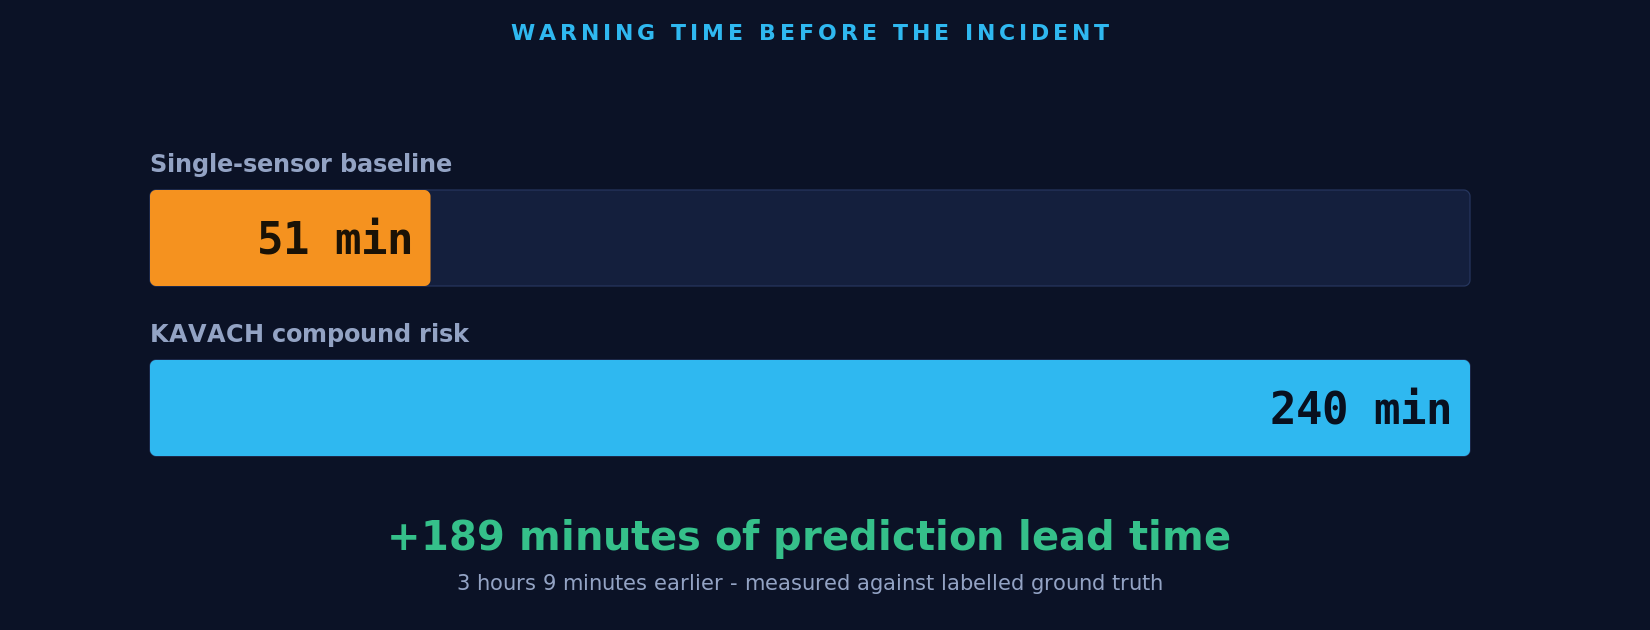 WARNING TIME BEFORE THE INCIDENT
Single-sensor baseline
51 min
KAVACH compound risk
240 min
+189 minutes of prediction lead time
3 hours 9 minutes earlier - measured against labelled ground truth